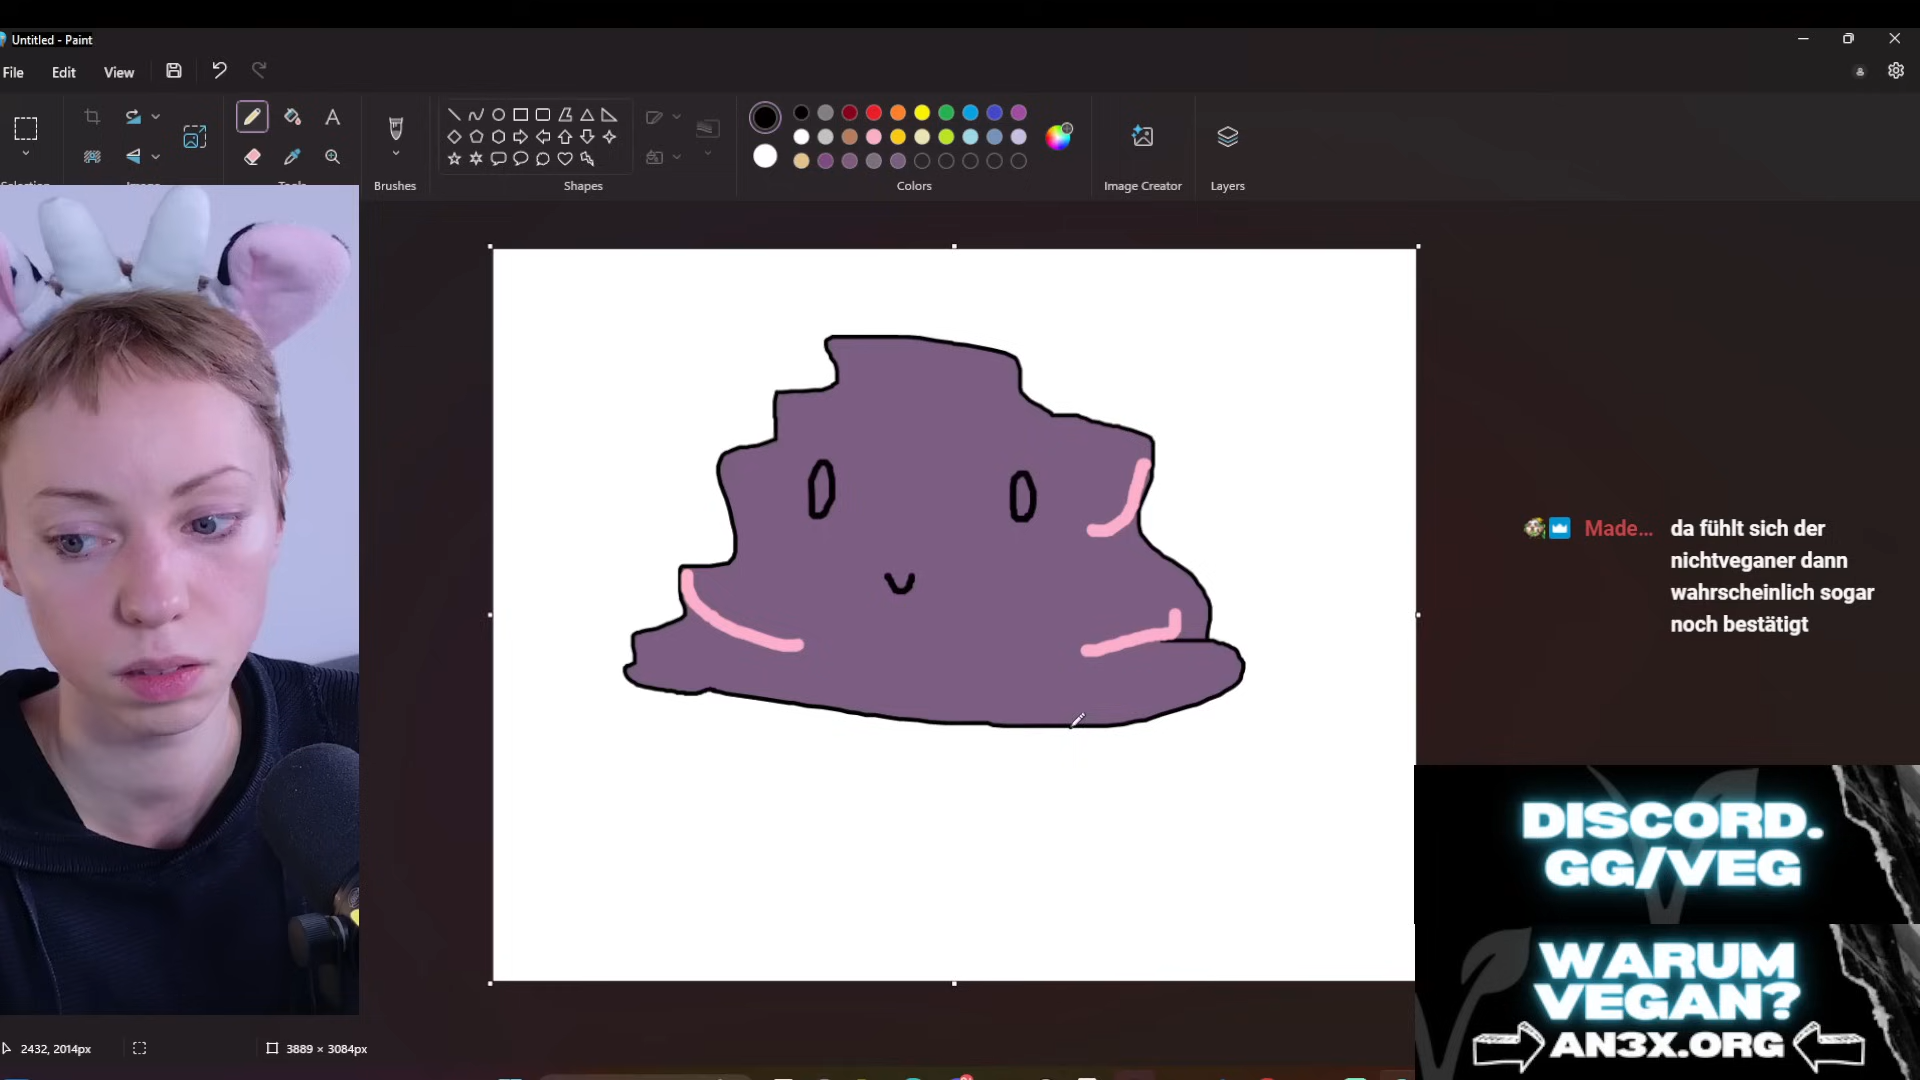 Untitled - Paint
File
Edit
View
Brushes
Shapes
Colors
Image Creator
Layers
Made...
da fühlt sich der
nichtveganer dann
wahrscheinlich sogar
noch bestätigt
DISCORD.
GG/VEG
WARUM
VEGAN?
AN3X.ORG
2432, 2014px
3889 × 3084px